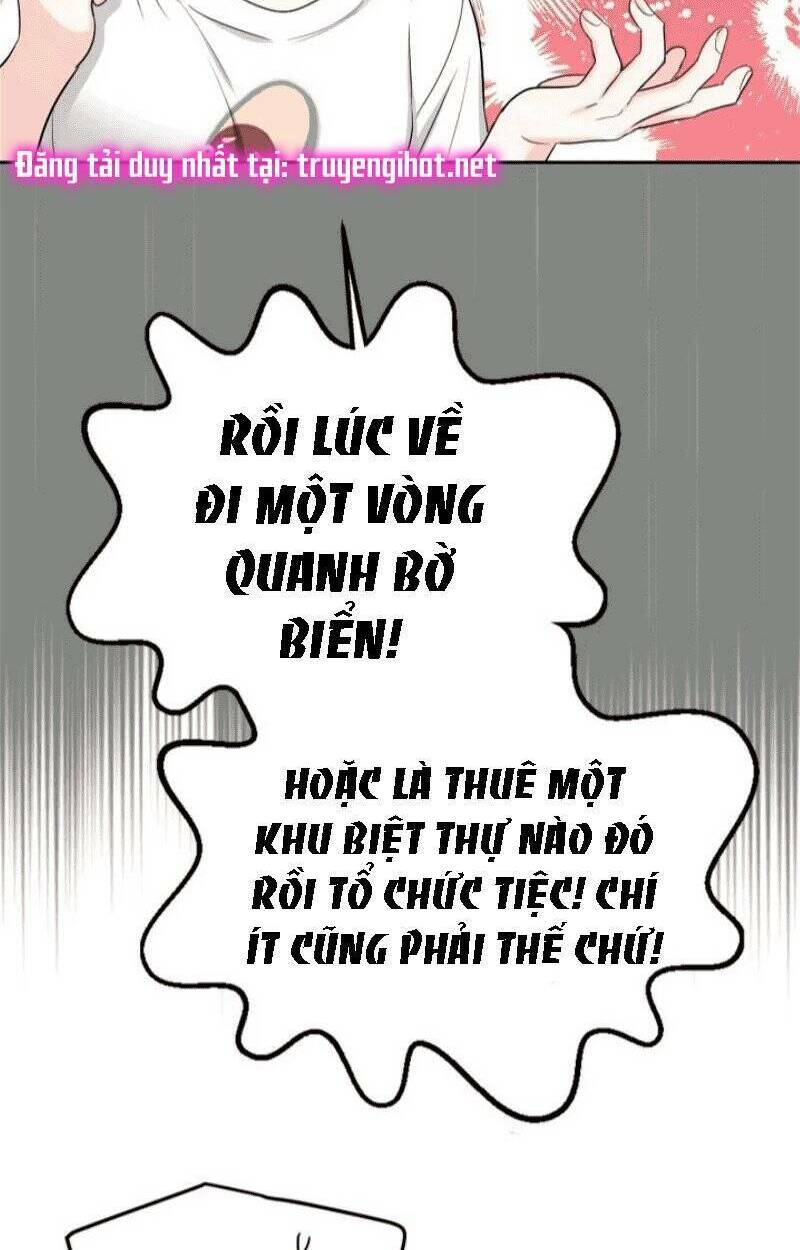 Đăng tải duy nhất tại: truyengihot.net
RỒI LÚC VỀ
ĐI MỘT VÒNG
QUANH BỜ
BIỂN!
HOẶC LÀ THUÊ MỘT
KHU BIỆT THỰ NÀO ĐÓ
RỒI TỔ CHỨC TIỆC! CHÍ
ÍT CŨNG PHẢI THẾ CHỨ!